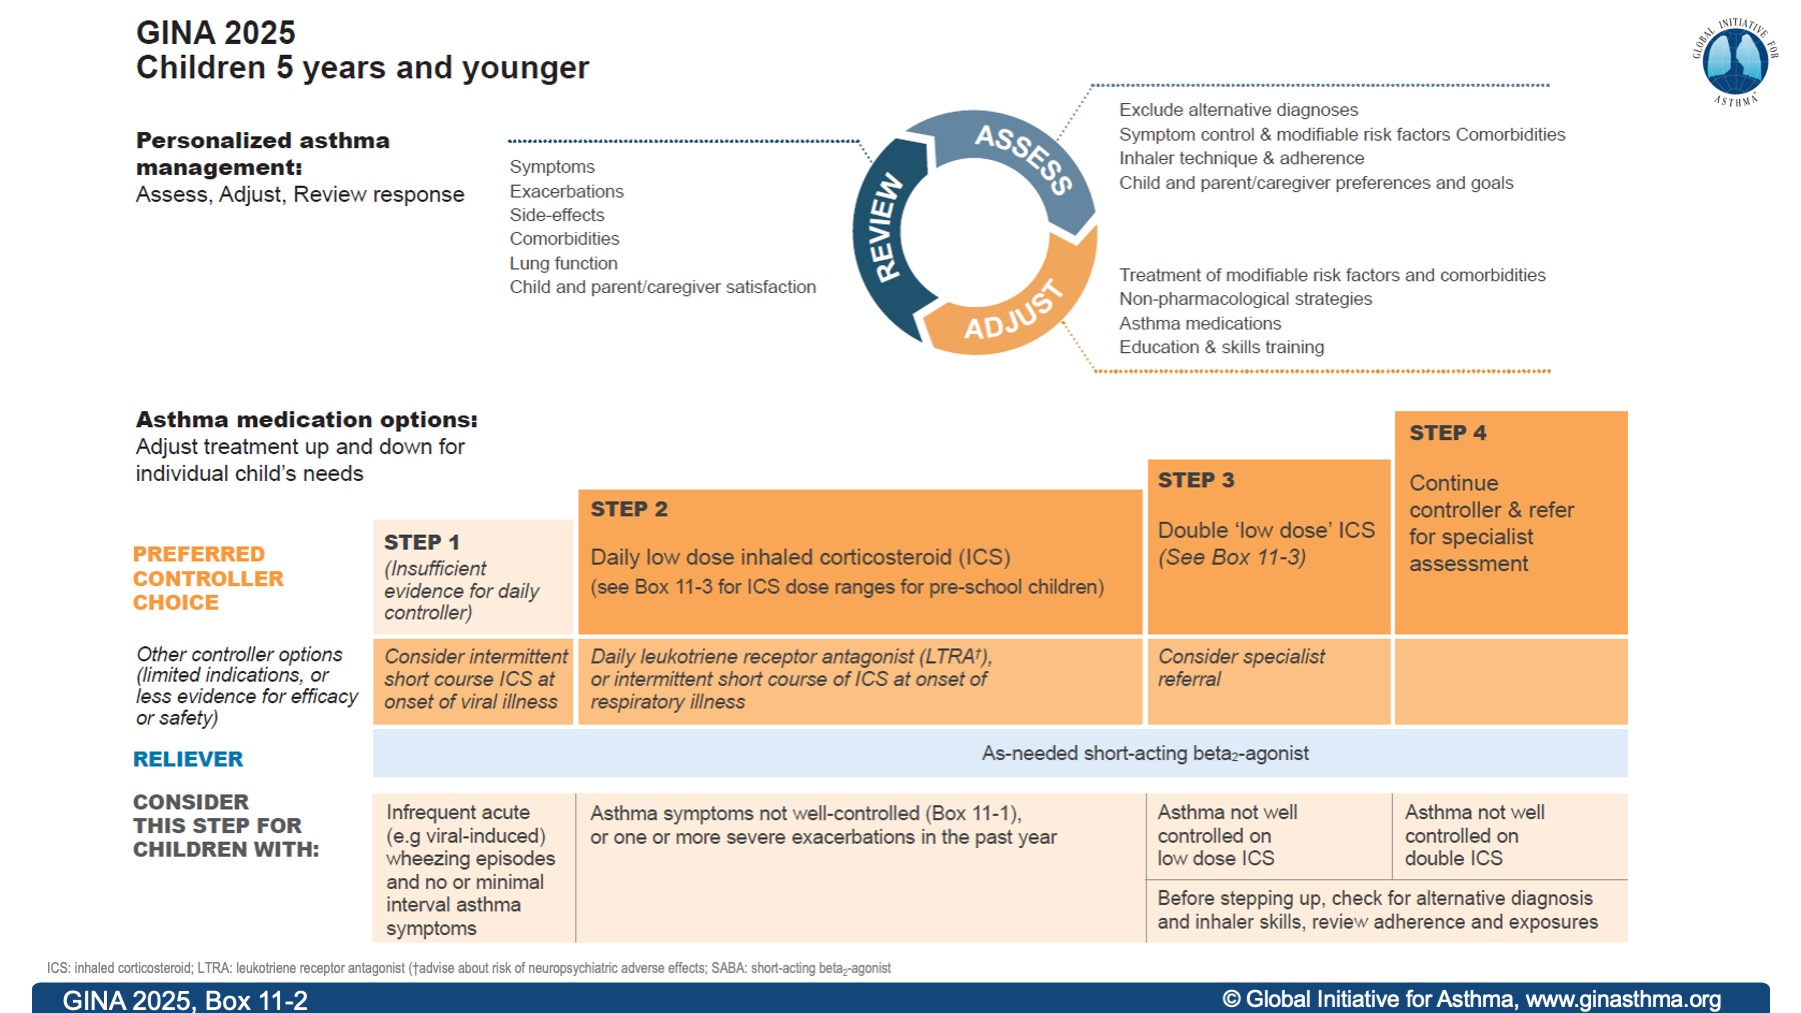 GINA 2025
Children 5 years and younger
GLOBAL INITIATIVE FOR ASTHMA
Personalized asthma
management:
Assess, Adjust, Review response
Symptoms
Exacerbations
Side-effects
Comorbidities
Lung function
Child and parent/caregiver satisfaction
REVIEW
ASSESS
ADJUST
Exclude alternative diagnoses
Symptom control & modifiable risk factors Comorbidities
Inhaler technique & adherence
Child and parent/caregiver preferences and goals
Treatment of modifiable risk factors and comorbidities
Non-pharmacological strategies
Asthma medications
Education & skills training
Asthma medication options:
Adjust treatment up and down for
individual child's needs
PREFERRED
CONTROLLER
CHOICE
STEP 1
(Insufficient
evidence for daily
controller)
STEP 2
Daily low dose inhaled corticosteroid (ICS)
(see Box 11-3 for ICS dose ranges for pre-school children)
STEP 3
Double ‘low dose’ ICS
(See Box 11-3)
STEP 4
Continue
controller & refer
for specialist
assessment
Other controller options
(limited indications, or
less evidence for efficacy
or safety)
Consider intermittent
short course ICS at
onset of viral illness
Daily leukotriene receptor antagonist (LTRA†),
or intermittent short course of ICS at onset of
respiratory illness
Consider specialist
referral
RELIEVER
As-needed short-acting beta2-agonist
CONSIDER
THIS STEP FOR
CHILDREN WITH:
Infrequent acute
(e.g viral-induced)
wheezing episodes
and no or minimal
interval asthma
symptoms
Asthma symptoms not well-controlled (Box 11-1),
or one or more severe exacerbations in the past year
Asthma not well
controlled on
low dose ICS
Asthma not well
controlled on
double ICS
Before stepping up, check for alternative diagnosis
and inhaler skills, review adherence and exposures
ICS: inhaled corticosteroid; LTRA: leukotriene receptor antagonist (†advise about risk of neuropsychiatric adverse effects; SABA: short-acting beta2-agonist
GINA 2025, Box 11-2
© Global Initiative for Asthma, www.ginasthma.org